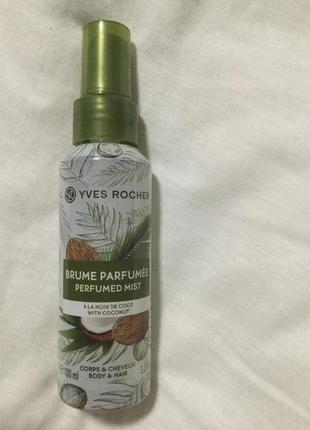 YVES ROCHER
BRUME PARFUMÉE
PERFUMED MIST
À LA NOIX DE COCO
WITH COCONUT
CORPS & CHEVEUX
BODY & HAIR
100 ml